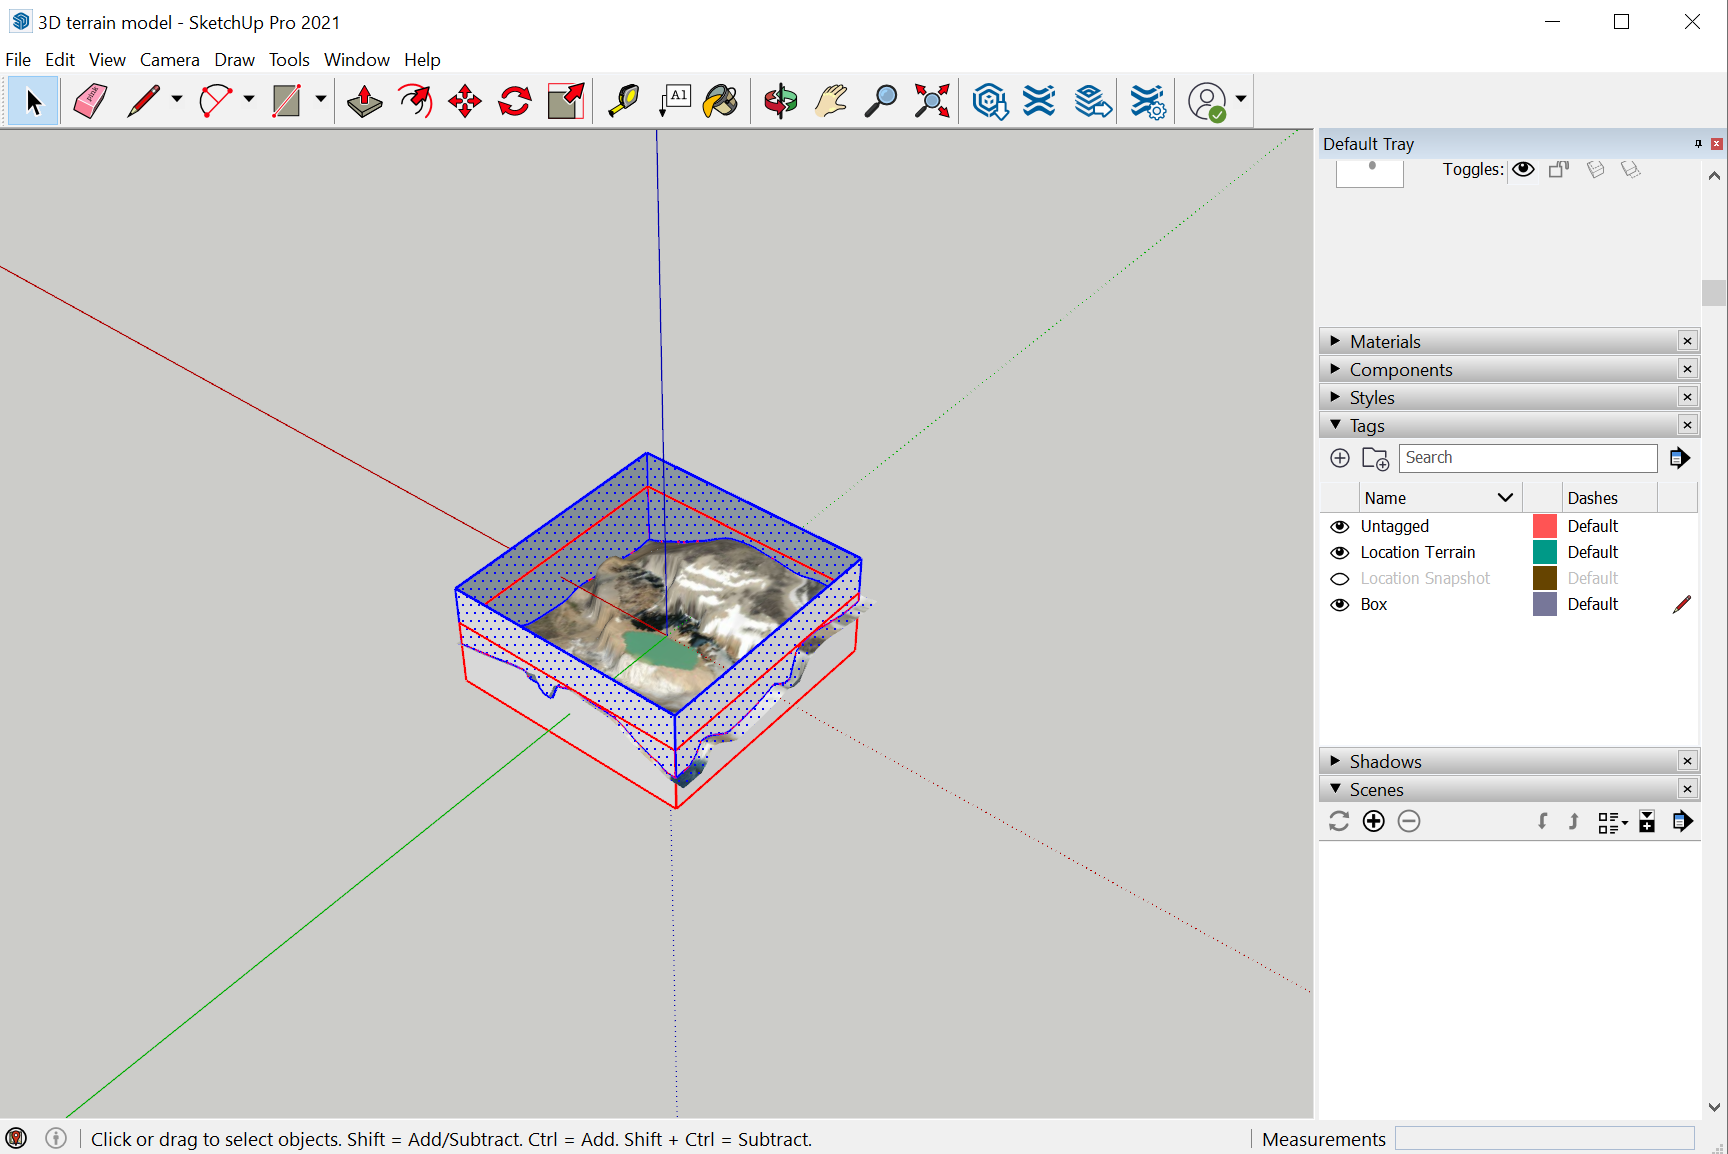 3D terrain model - SketchUp Pro 2021
File Edit View Camera Draw Tools Window Help
pink
A1
Default Tray
Toggles:
Materials
Components
Styles
Tags
Search
Name Dashes
Untagged Default
Location Terrain Default
Location Snapshot Default
Box Default
Shadows
Scenes
Click or drag to select objects. Shift = Add/Subtract. Ctrl = Add. Shift + Ctrl = Subtract.
Measurements